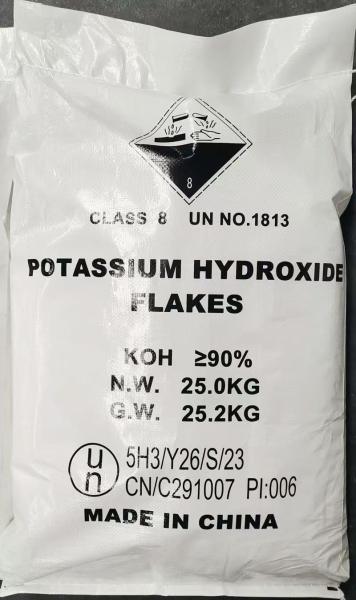 8
CLASS 8 UN NO.1813
POTASSIUM HYDROXIDE
FLAKES
KOH ≥90%
N.W. 25.0KG
G.W. 25.2KG
un 5H3/Y26/S/23
CN/C291007 PI:006
MADE IN CHINA